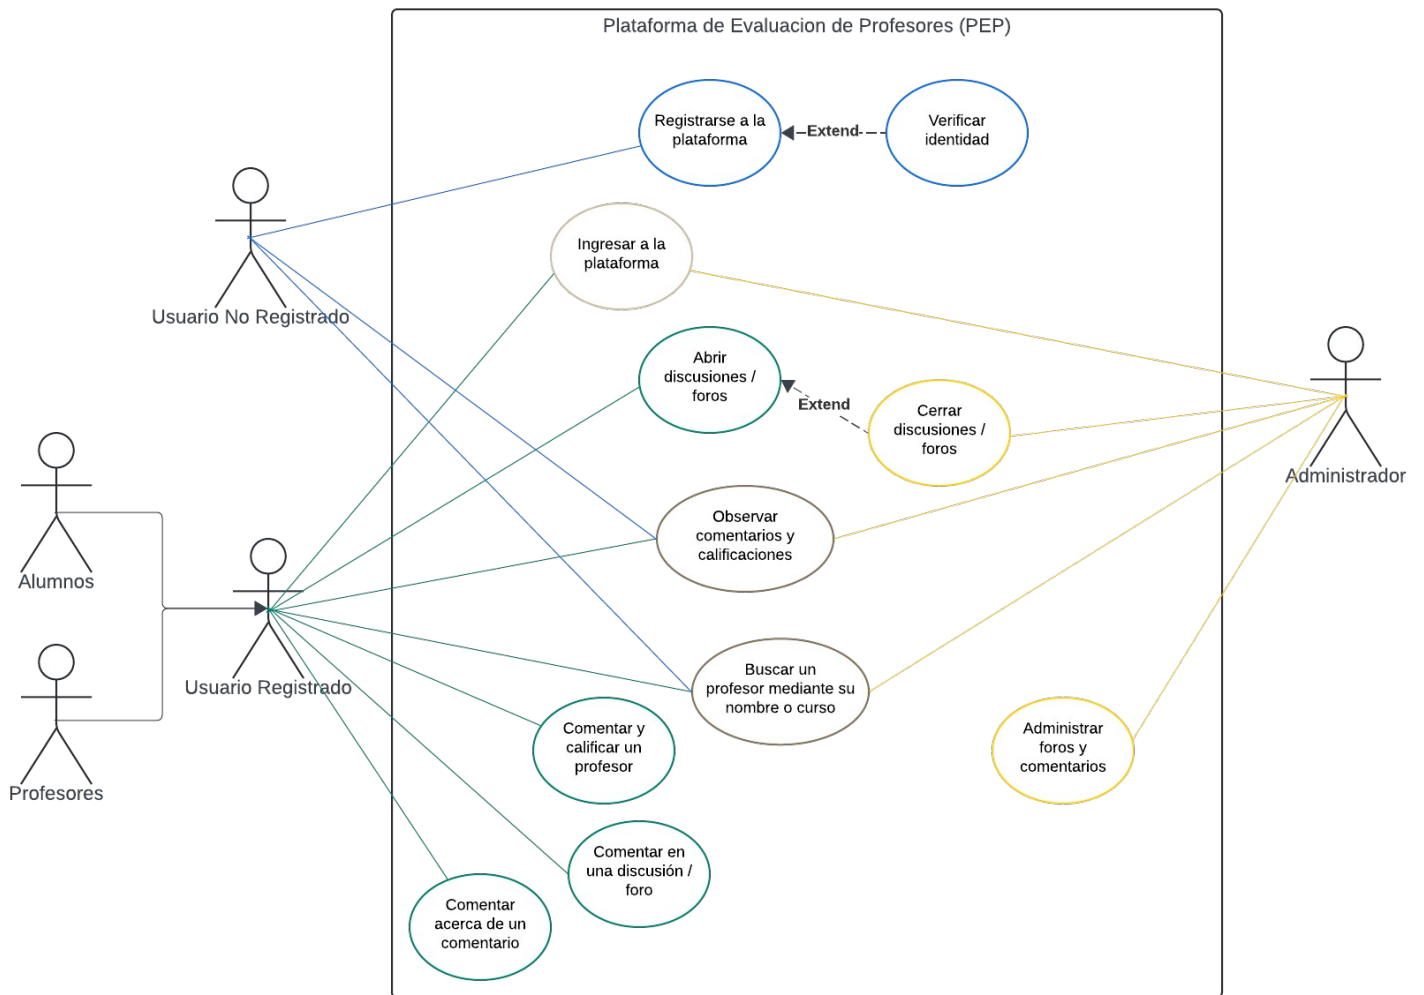 Plataforma de Evaluacion de Profesores (PEP)
Registrarse a la
plataforma
Extend
Verificar
identidad
Usuario No Registrado
Ingresar a la
plataforma
Abrir
discusiones /
foros
Extend
Cerrar
discusiones /
foros
Administrador
Observar
comentarios y
calificaciones
Alumnos
Usuario Registrado
Profesores
Buscar un
profesor mediante su
nombre o curso
Comentar y
calificar un
profesor
Administrar
foros y
comentarios
Comentar en
una discusión /
foro
Comentar
acerca de un
comentario